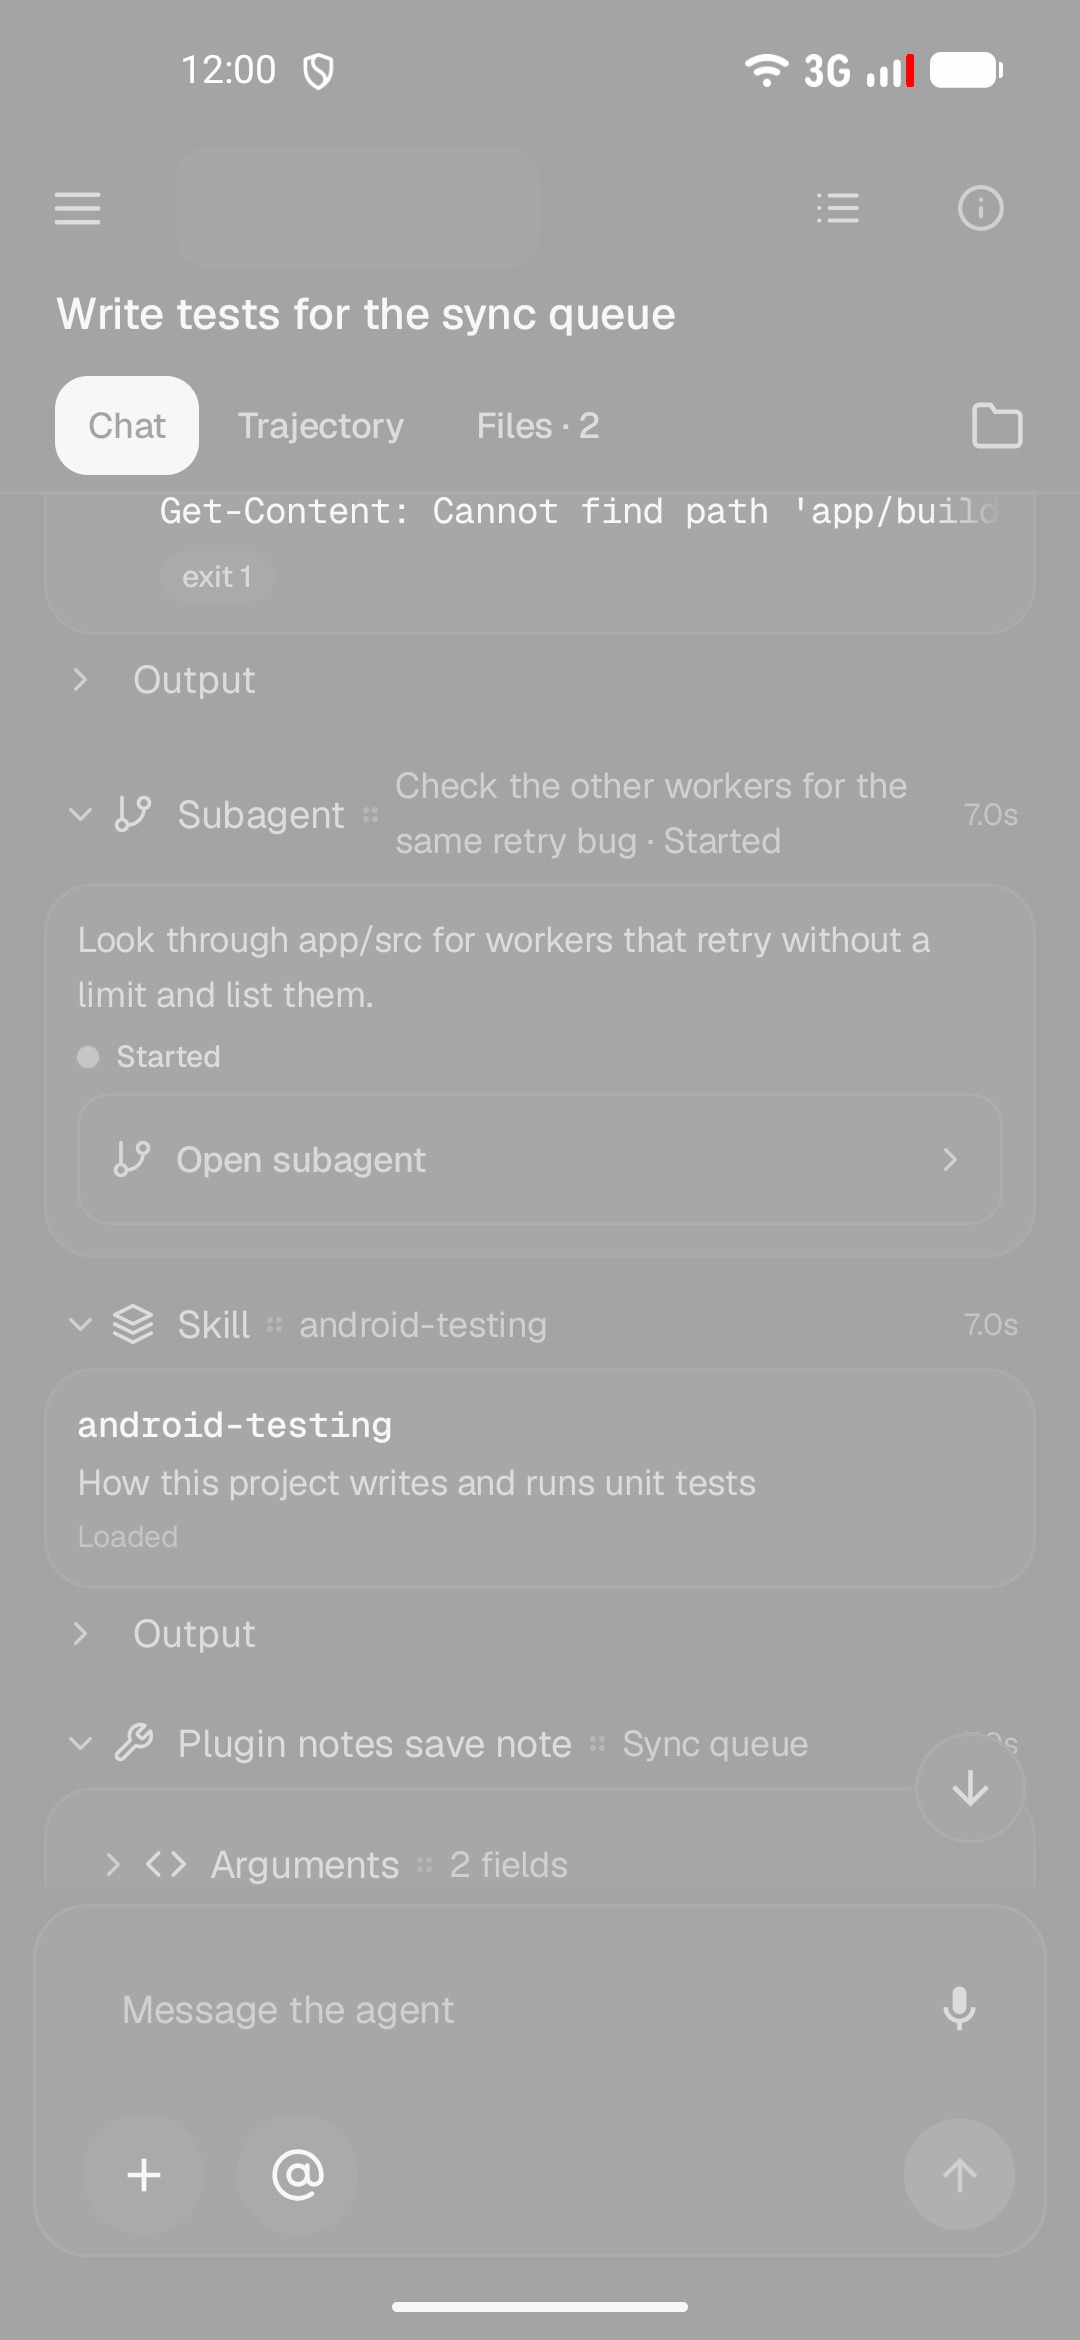 12:00
3G
Write tests for the sync queue
Chat
Trajectory
Files · 2
Get-Content: Cannot find path 'app/build
exit 1
Output
Subagent
Check the other workers for the
same retry bug · Started
7.0s
Look through app/src for workers that retry without a
limit and list them.
Started
Open subagent
Skill
android-testing
7.0s
android-testing
How this project writes and runs unit tests
Loaded
Output
Plugin notes save note
Sync queue
Arguments
2 fields
Message the agent